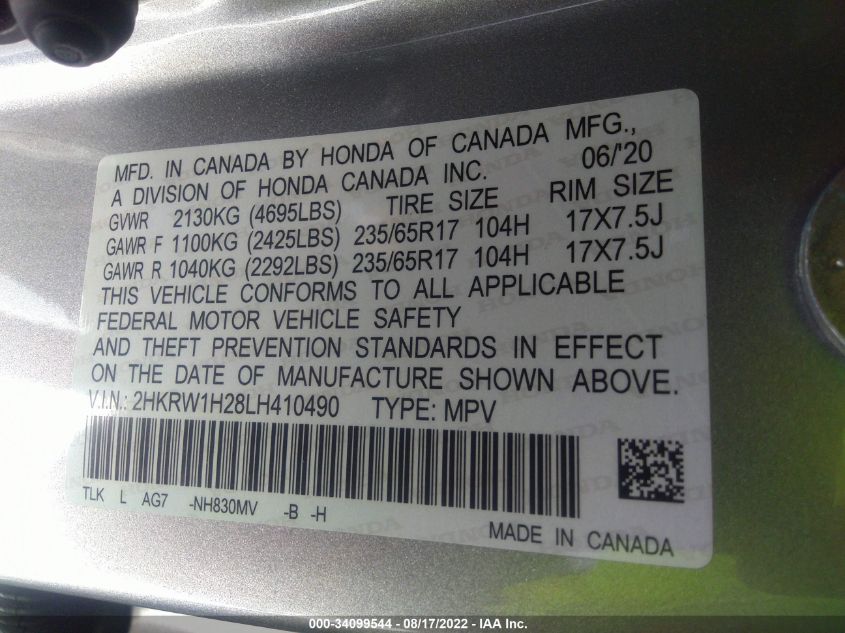 MFD. IN CANADA BY HONDA OF CANADA MFG.,
A DIVISION OF HONDA CANADA INC. 06/'20
GVWR 2130KG (4695LBS) TIRE SIZE RIM SIZE
GAWR F 1100KG (2425LBS) 235/65R17 104H 17X7.5J
GAWR R 1040KG (2292LBS) 235/65R17 104H 17X7.5J
THIS VEHICLE CONFORMS TO ALL APPLICABLE
FEDERAL MOTOR VEHICLE SAFETY
AND THEFT PREVENTION STANDARDS IN EFFECT
ON THE DATE OF MANUFACTURE SHOWN ABOVE.
V.I.N.: 2HKRW1H28LH410490 TYPE: MPV
TLK L AG7 -NH830MV -B -H
MADE IN CANADA
000-34099544 - 08/17/2022 - IAA Inc.